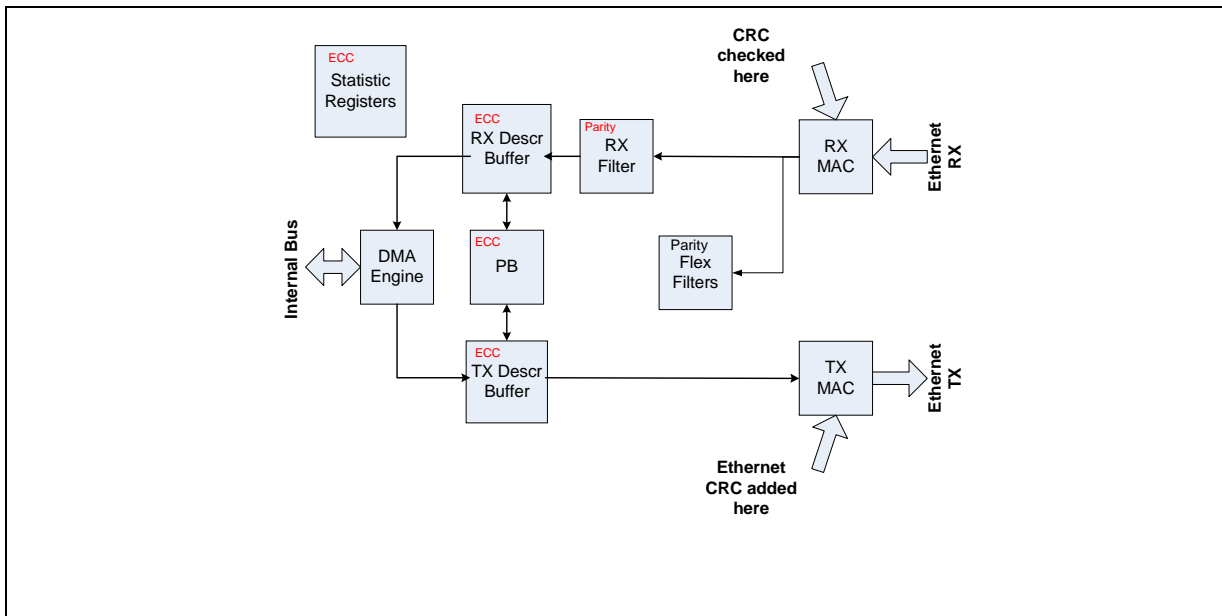 CRC
checked
here
ECC
Statistic
Registers
ECC
RX Descr
Buffer
Parity
RX
Filter
RX
MAC
Ethernet
RX
Internal Bus
DMA
Engine
ECC
PB
Parity
Flex
Filters
ECC
TX Descr
Buffer
TX
MAC
Ethernet
TX
Ethernet
CRC added
here